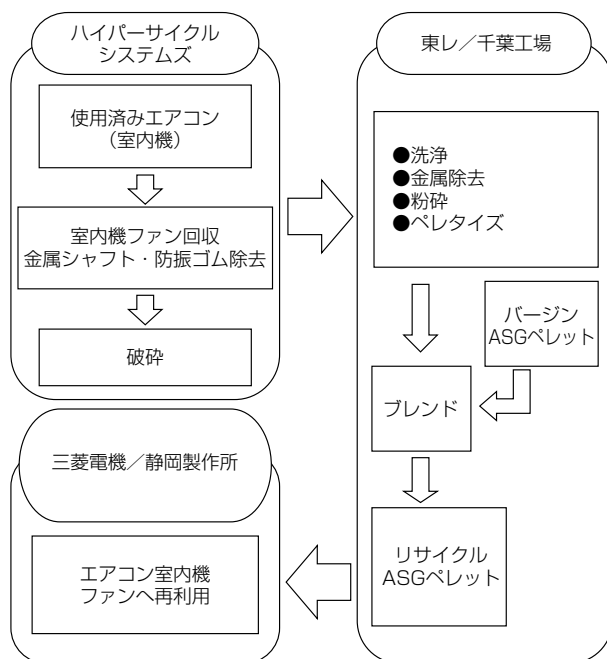 ハイパーサイクル
システムズ
使用済みエアコン
（室内機）
室内機ファン回収
金属シャフト・防振ゴム除去
破砕
東レ／千葉工場
●洗浄
●金属除去
●粉砕
●ペレタイズ
バージン
ASGペレット
ブレンド
リサイクル
ASGペレット
三菱電機／静岡製作所
エアコン室内機
ファンへ再利用